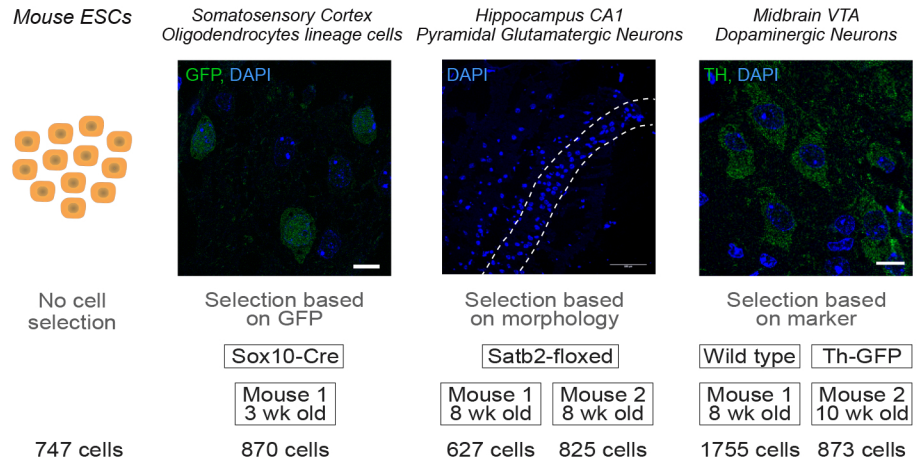 Mouse ESCs
No cell
selection
747 cells
Somatosensory Cortex
Oligodendrocytes lineage cells
GFP, DAPI
Selection based
on GFP
Sox10-Cre
Mouse 1
3 wk old
870 cells
Hippocampus CA1
Pyramidal Glutamatergic Neurons
DAPI
Selection based
on morphology
Satb2-floxed
Mouse 1
8 wk old
627 cells
Mouse 2
8 wk old
825 cells
Midbrain VTA
Dopaminergic Neurons
TH, DAPI
Selection based
on marker
Wild type
Mouse 1
8 wk old
1755 cells
Th-GFP
Mouse 2
10 wk old
873 cells